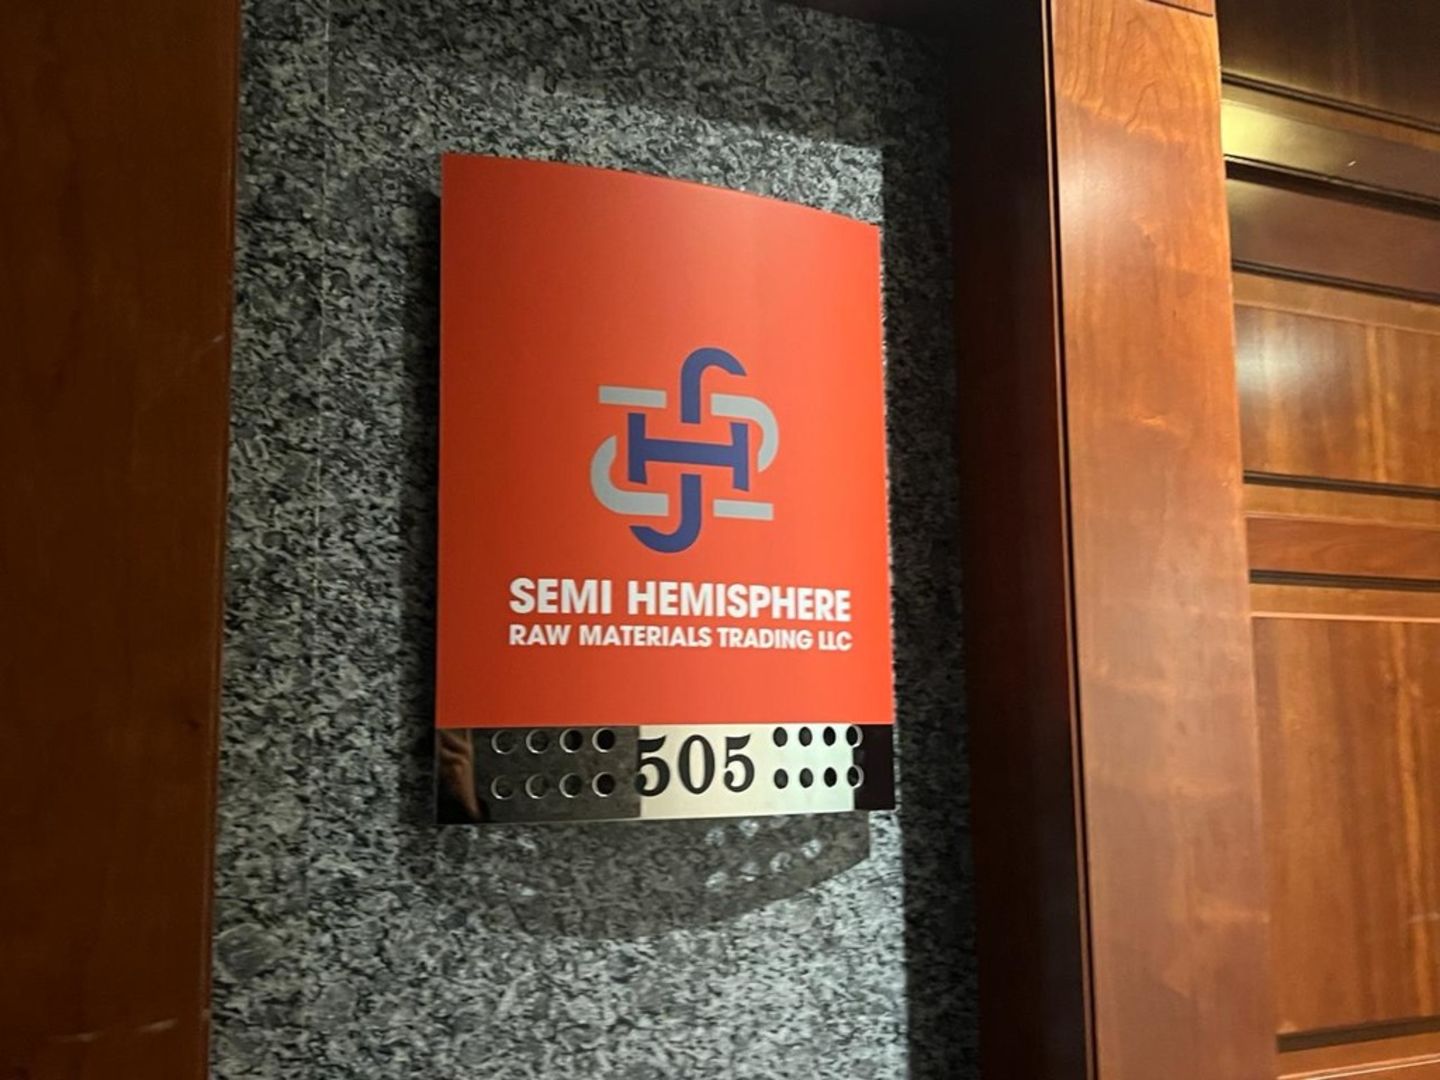 SEMI HEMISPHERE
RAW MATERIALS TRADING LLC
505